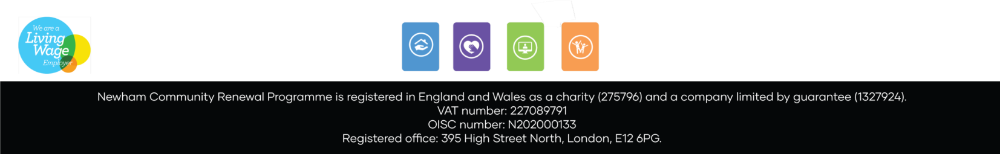 We are a
Living
Wage
Employer
Newham Community Renewal Programme is registered in England and Wales as a charity (275796) and a company limited by guarantee (1327924).
VAT number: 227089791
OISC number: N202000133
Registered office: 395 High Street North, London, E12 6PG.